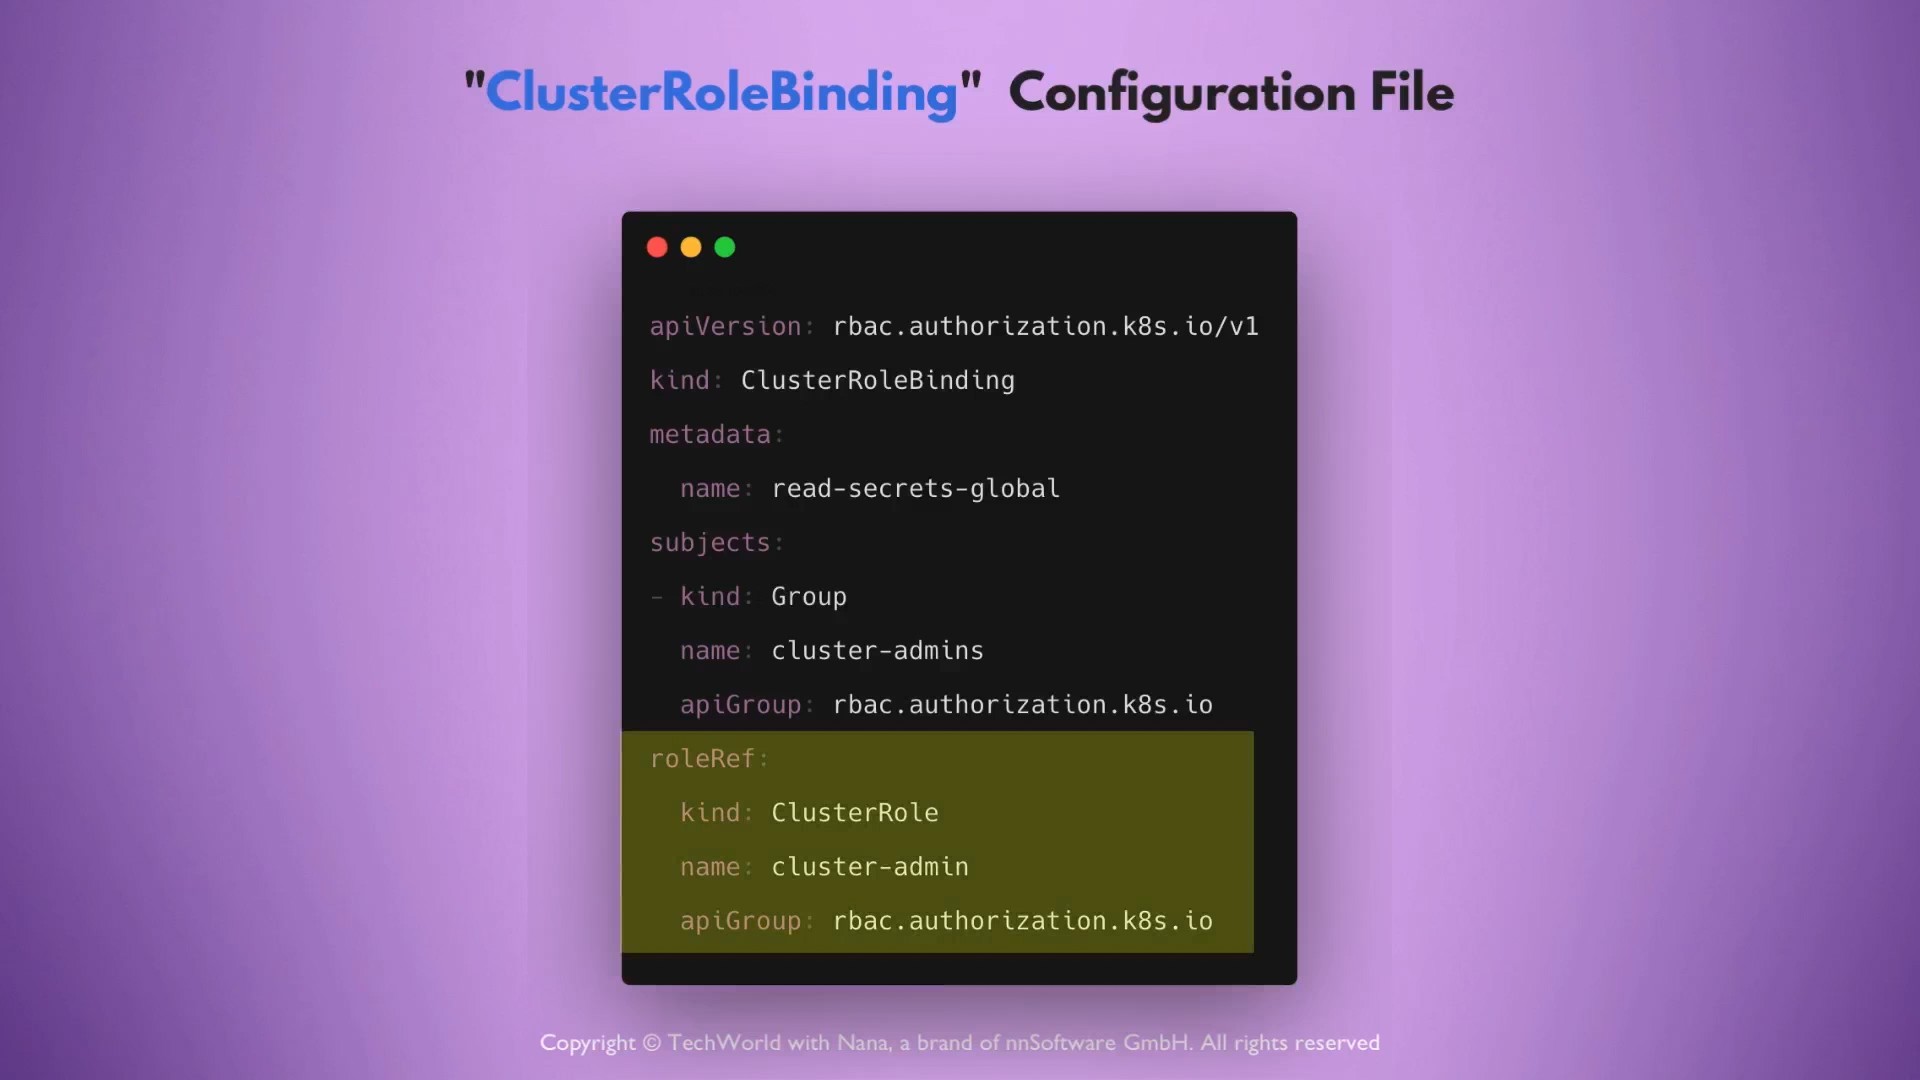 "ClusterRoleBinding" Configuration File
apiVersion: rbac.authorization.k8s.io/v1
kind: ClusterRoleBinding
metadata:
  name: read-secrets-global
subjects:
- kind: Group
  name: cluster-admins
  apiGroup: rbac.authorization.k8s.io
roleRef:
  kind: ClusterRole
  name: cluster-admin
  apiGroup: rbac.authorization.k8s.io
Copyright © TechWorld with Nana, a brand of nnSoftware GmbH. All rights reserved